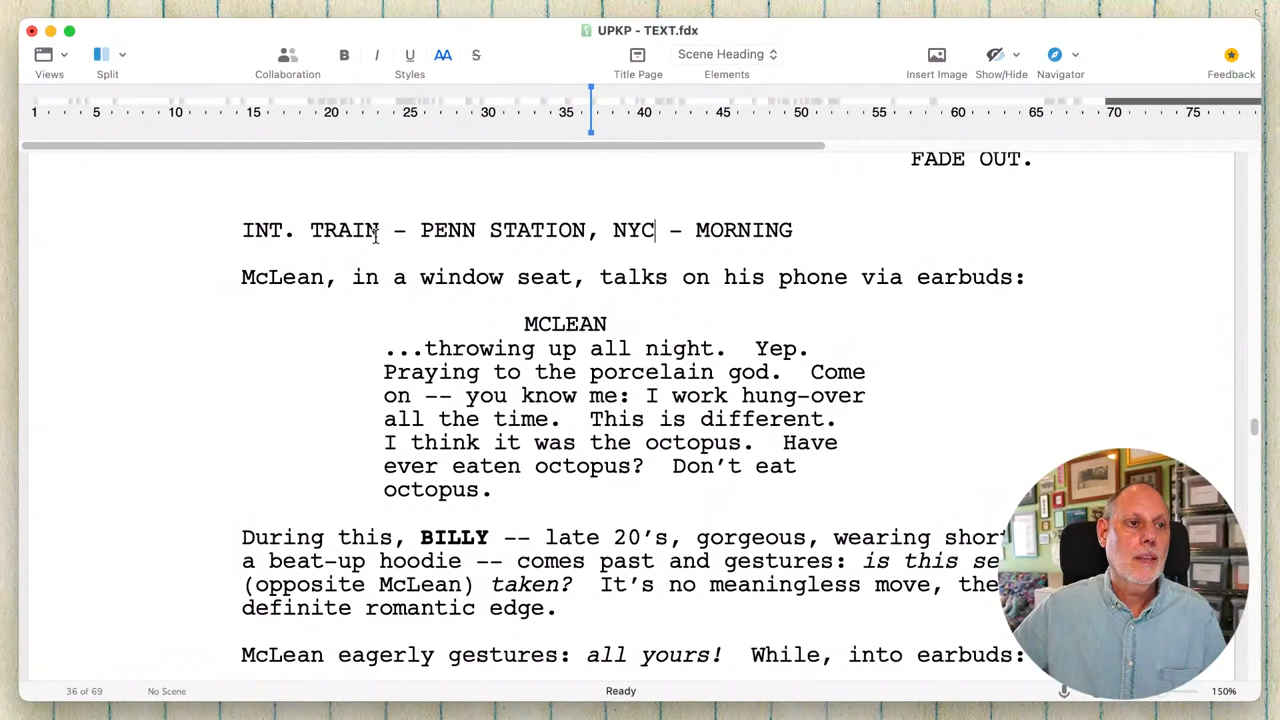 UPKP - TEXT.fdx
Views
Split
Collaboration
B I U AA S
Styles
Title Page
Scene Heading
Elements
Insert Image
Show/Hide
Navigator
Feedback
1 5 10 15 20 25 30 35 40 45 50 55 60 65 70 75
FADE OUT.
INT. TRAIN - PENN STATION, NYC - MORNING
McLean, in a window seat, talks on his phone via earbuds:
MCLEAN
...throwing up all night. Yep.
Praying to the porcelain god. Come
on -- you know me: I work hung-over
all the time. This is different.
I think it was the octopus. Have
ever eaten octopus? Don't eat
octopus.
During this, BILLY -- late 20's, gorgeous, wearing
a beat-up hoodie -- comes past and gestures: is this
(opposite McLean) taken? It's no meaningless move,
definite romantic edge.
McLean eagerly gestures: all yours! While, into earbuds:
36 of 69
No Scene
Ready
150%